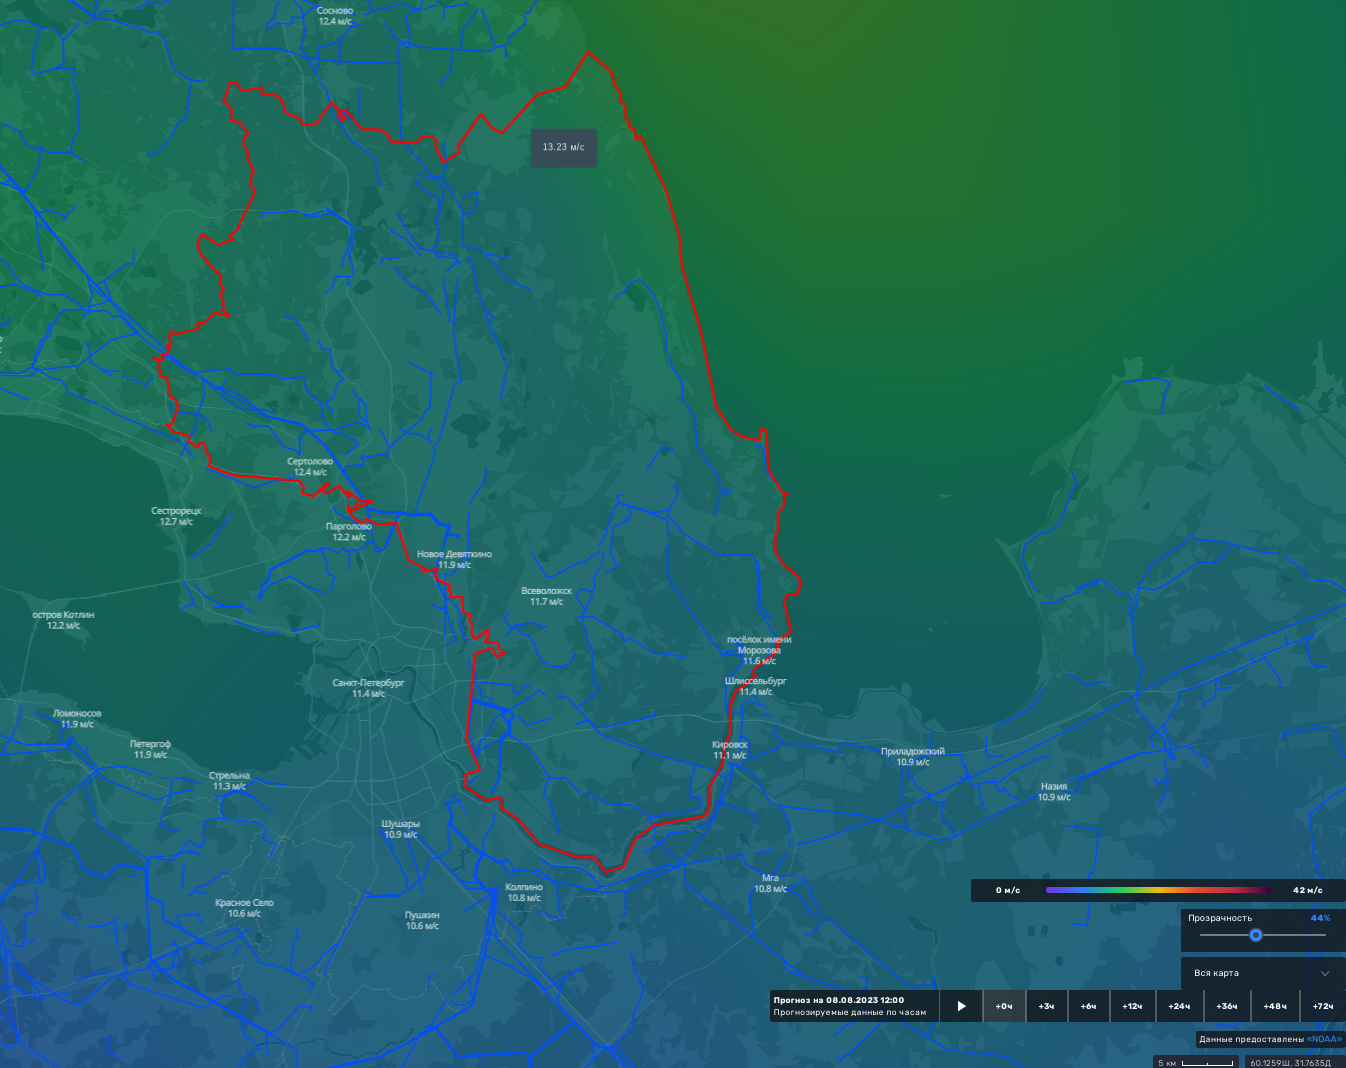 Сосново
12.4 м/с
13.23 м/с
Сертолово
12.4 м/с
Сестрорецк
12.7 м/с
Парголово
12.2 м/с
Новое Девяткино
11.9 м/с
Всеволожск
11.7 м/с
остров Котлин
12.2 м/с
посёлок имени
Морозова
11.6 м/с
Шлиссельбург
11.4 м/с
Санкт-Петербург
11.4 м/с
Ломоносов
11.9 м/с
Петергоф
11.9 м/с
Кировск
11.1 м/с
Приладожский
10.9 м/с
Стрельна
11.3 м/с
Назия
10.9 м/с
Шушары
10.9 м/с
Мга
10.8 м/с
Колпино
10.8 м/с
Красное Село
10.6 м/с
Пушкин
10.6 м/с
0 м/с 42 м/с
Прозрачность 44%
Вся карта
Прогноз на 08.08.2023 12:00
Прогнозируемые данные по часам
+0ч +3ч +6ч +12ч +24ч +36ч +48ч +72ч
Данные предоставлены «NOAA»
5 км
60.1259Ш, 31.7635Д